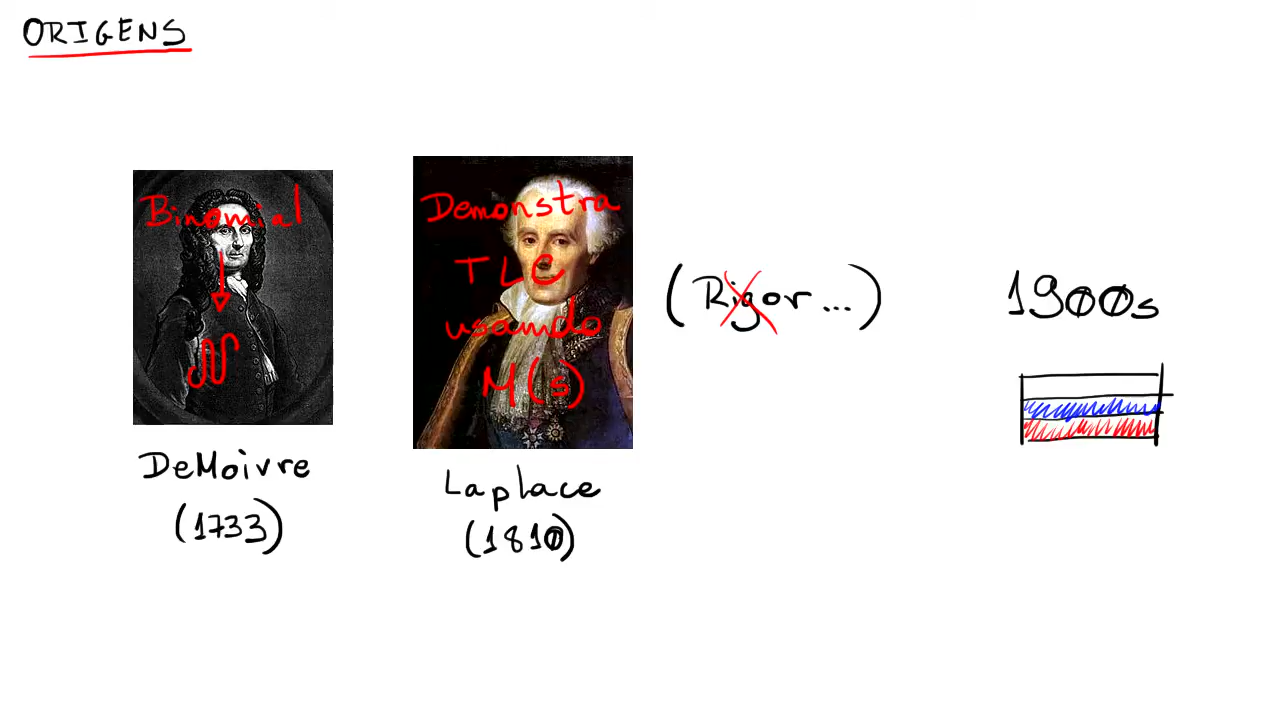 ORIGENS
Binomial
N
DeMoivre
(1733)
Demonstra
TLC
usando
M(s)
Laplace
(1810)
(Rigor...)
1900s